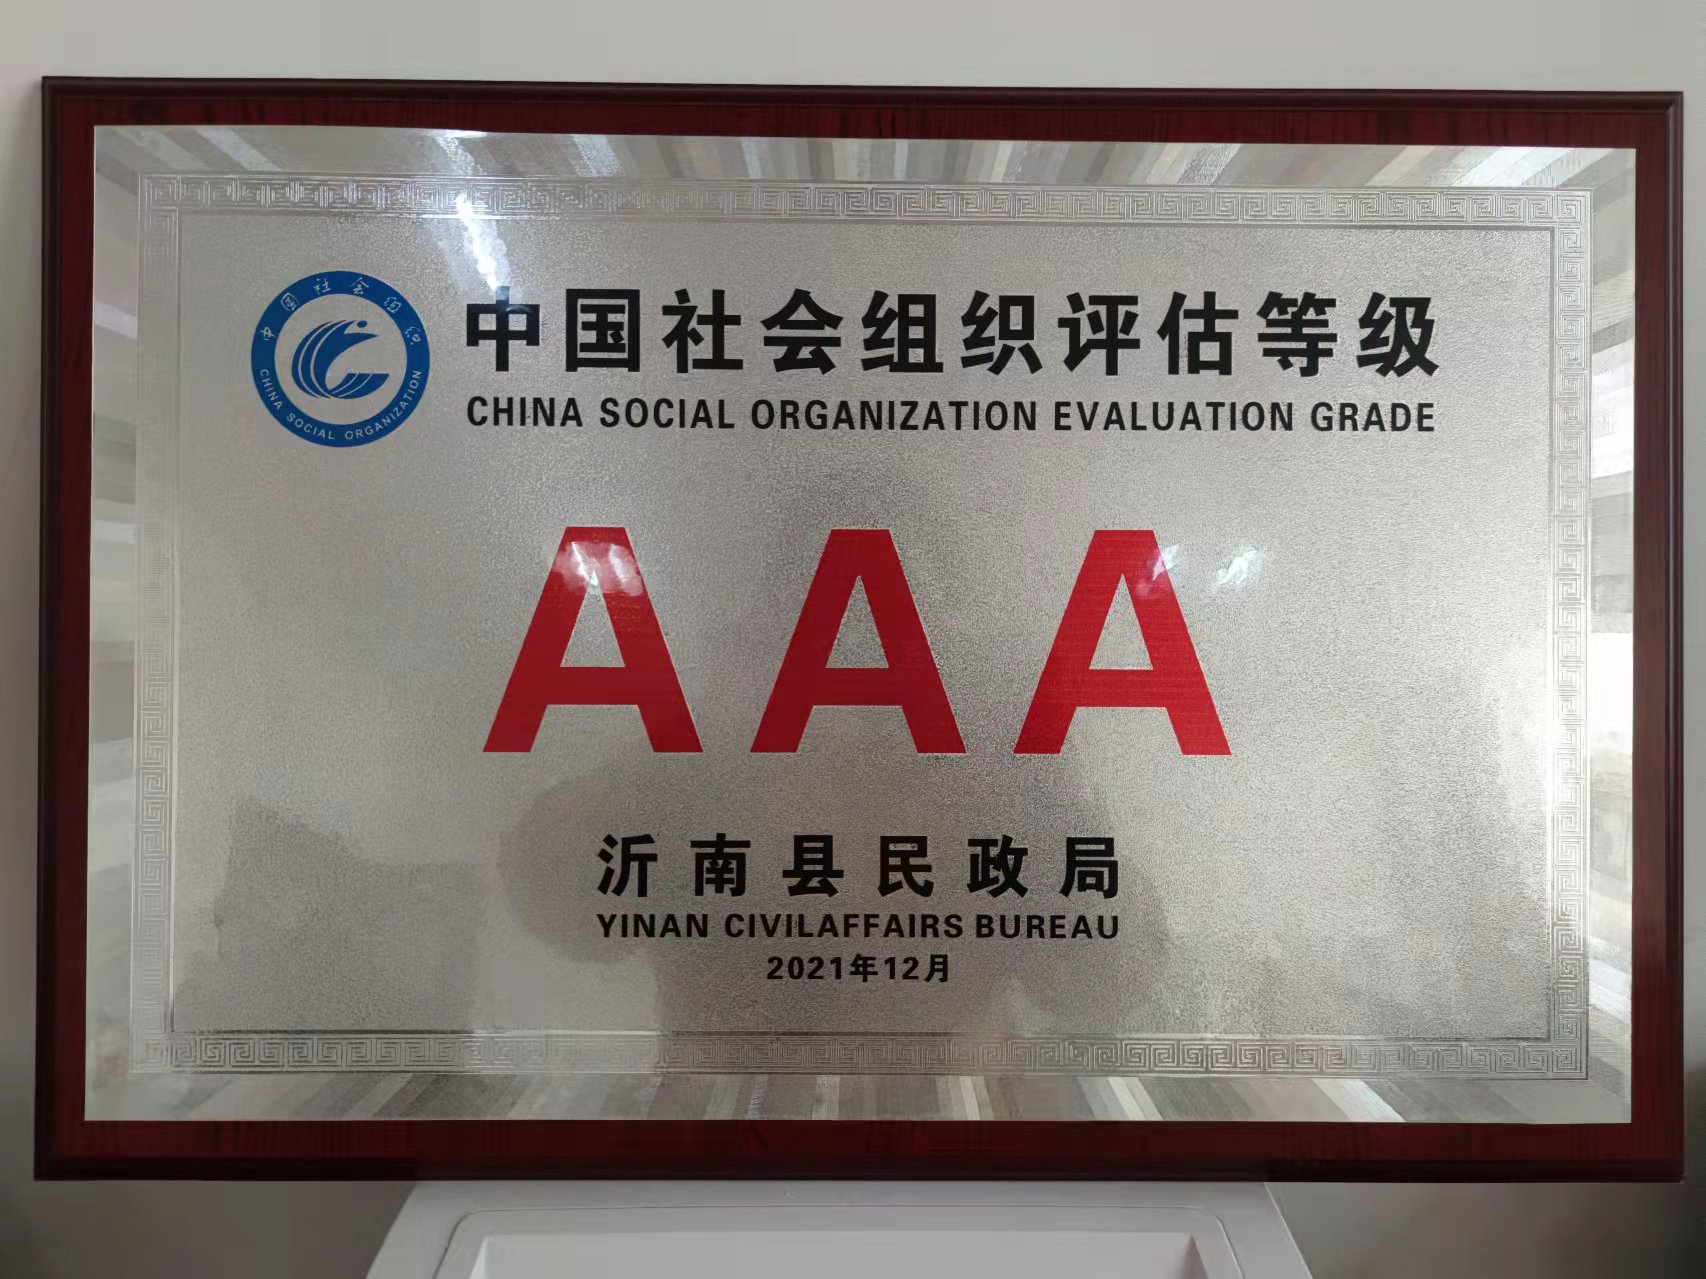 中国社会组织
CHINA SOCIAL ORGANIZATION
中国社会组织评估等级
CHINA SOCIAL ORGANIZATION EVALUATION GRADE
AAA
沂南县民政局
YINAN CIVILAFFAIRS BUREAU
2021年12月